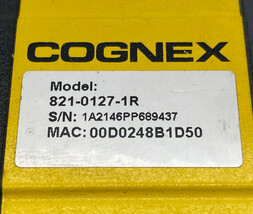 COGNEX
Model:
821-0127-1R
S/N: 1A2146PP689437
MAC: 00D0248B1D50